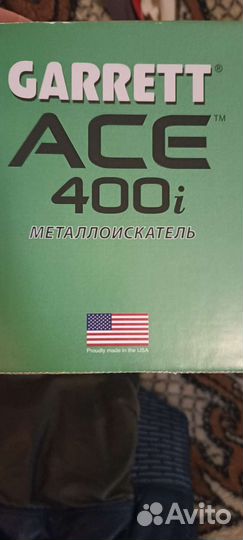 GARRETT®
ACE™
400i
МЕТАЛЛОИСКАТЕЛЬ
Proudly made in the USA
Avito